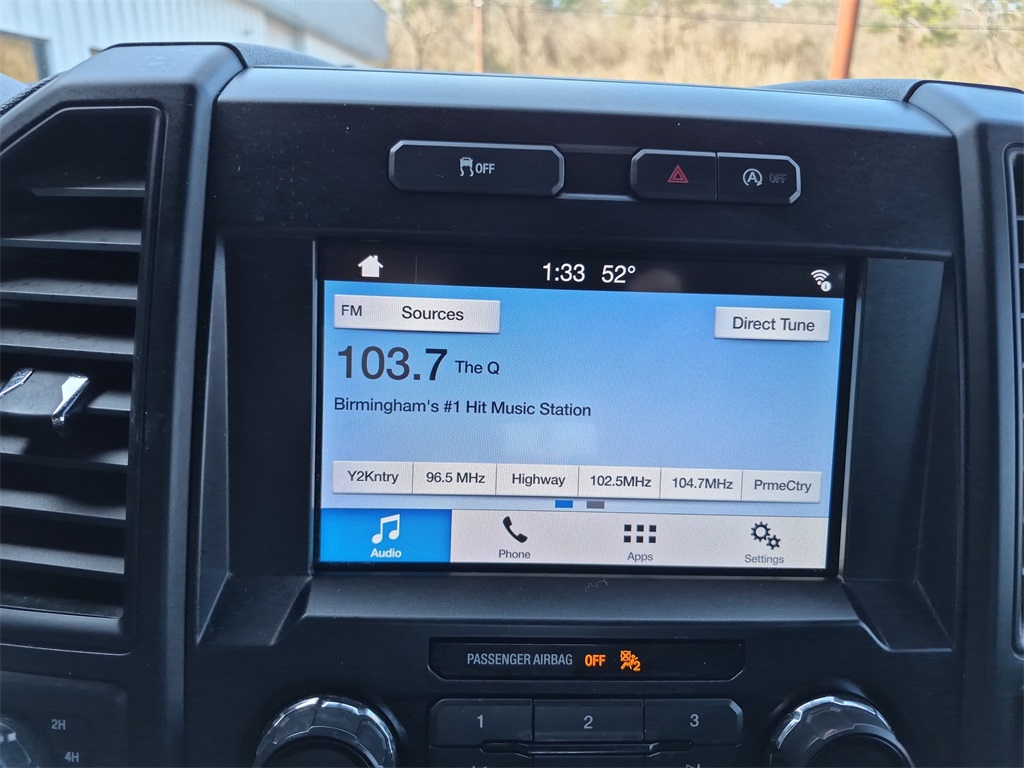 OFF
A OFF
1:33 52°
FM Sources
Direct Tune
103.7 The Q
Birmingham's #1 Hit Music Station
Y2Kntry 96.5 MHz Highway 102.5MHz 104.7MHz PrmeCtry
Audio Phone Apps Settings
PASSENGER AIRBAG OFF 2
1 2 3
2H
4H